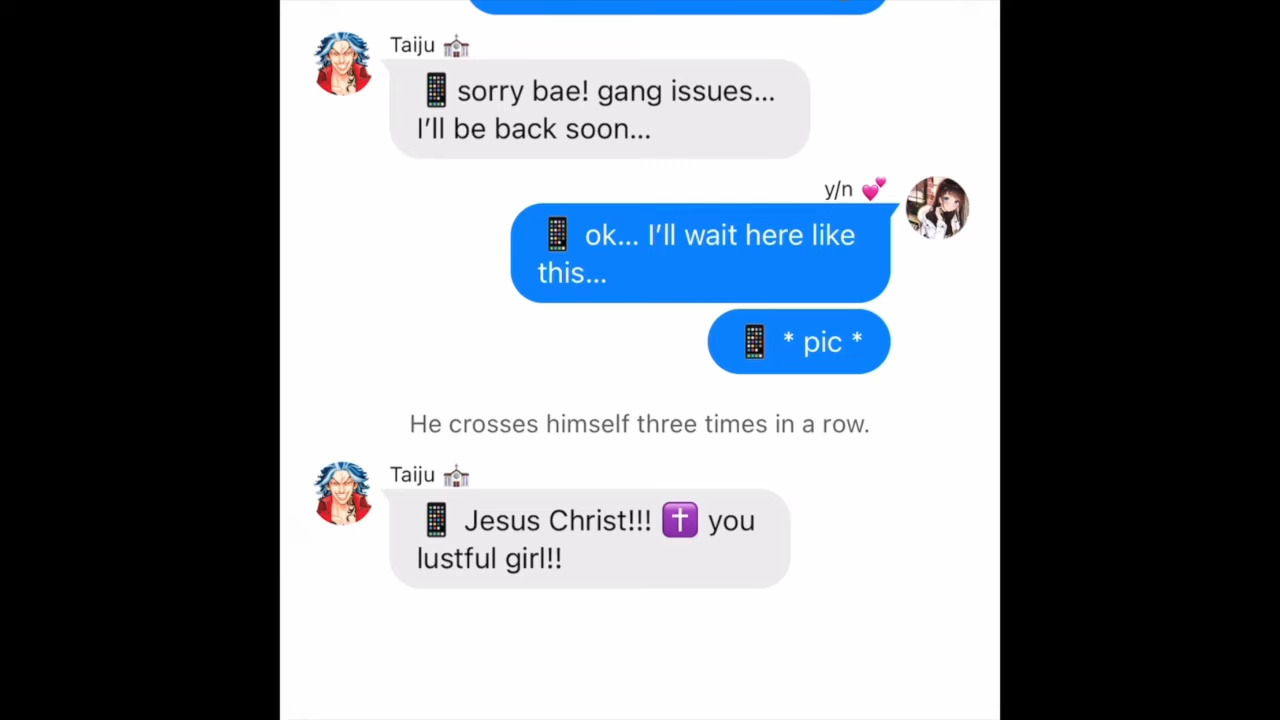 Taiju ⛪
📱 sorry bae! gang issues...
I'll be back soon...
y/n 💕
📱 ok... I'll wait here like
this...
📱 * pic *
He crosses himself three times in a row.
Taiju ⛪
📱 Jesus Christ!!! ✝️ you
lustful girl!!